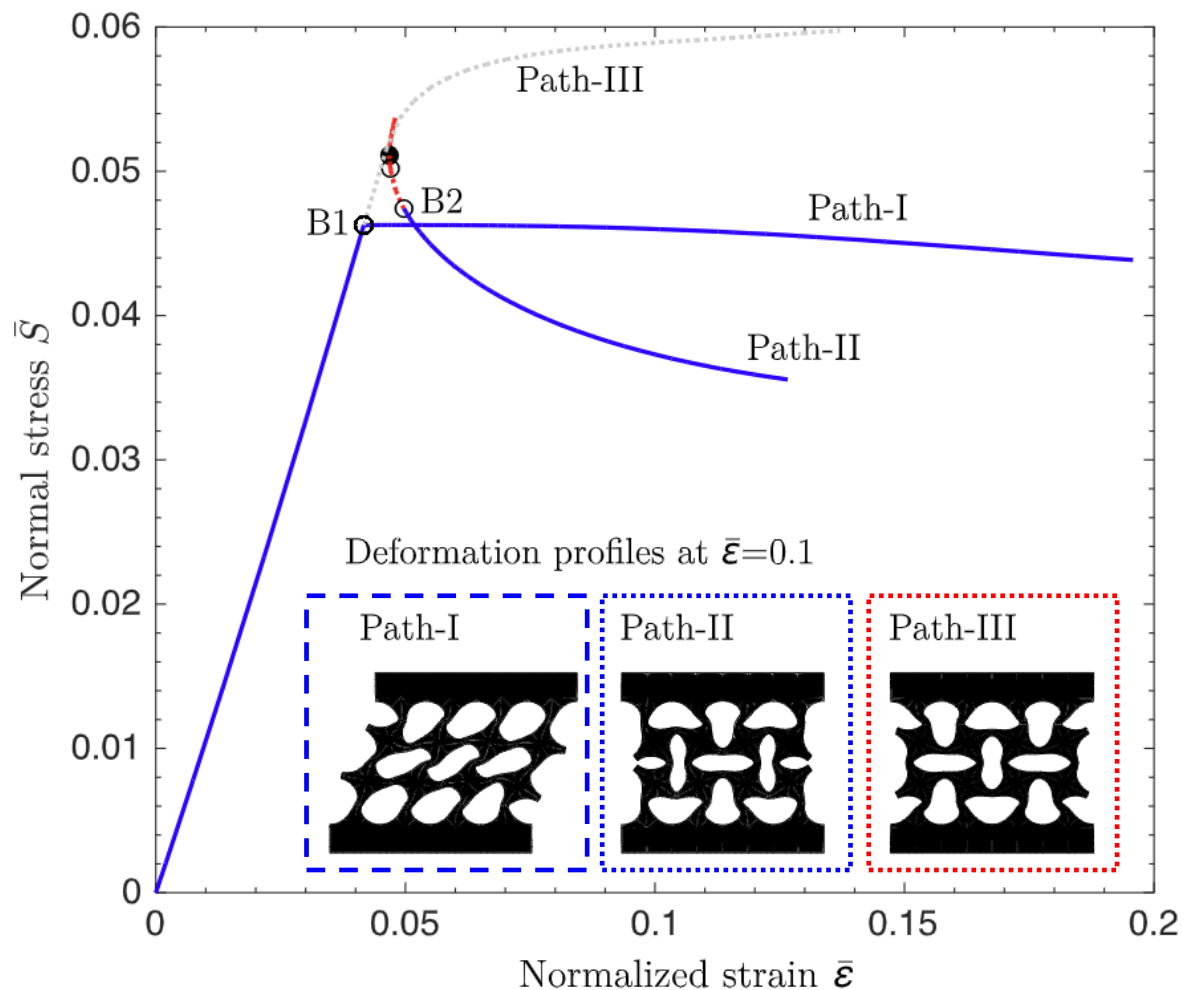 0.06
0.05
0.04
0.03
0.02
0.01
0
Normal stress S̄
Path-III
B1
B2
Path-I
Path-II
Deformation profiles at ε̄=0.1
Path-I
Path-II
Path-III
0
0.05
0.1
0.15
0.2
Normalized strain ε̄